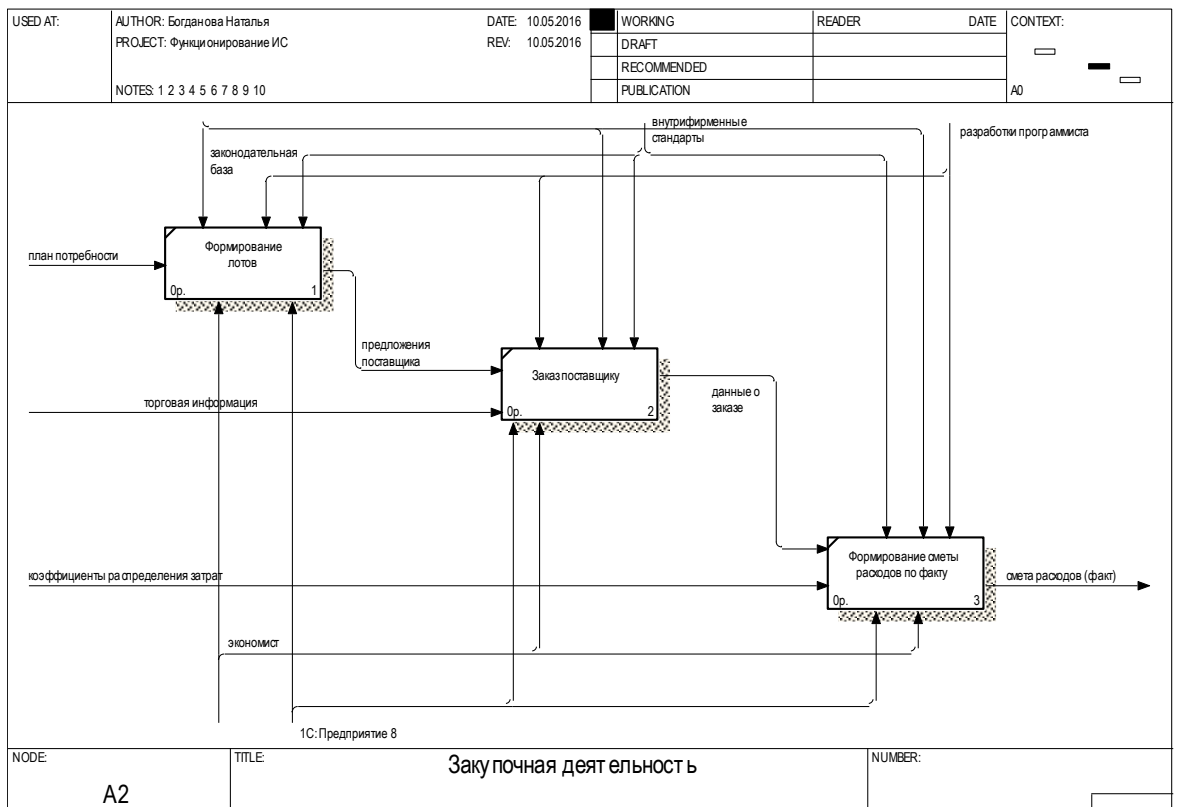 USED AT:
AUTHOR: Богданова Наталья
DATE: 10.05.2016
WORKING
READER
DATE
CONTEXT:
PROJECT: Функционирование ИС
REV: 10.05.2016
DRAFT
RECOMMENDED
NOTES: 1 2 3 4 5 6 7 8 9 10
PUBLICATION
A0
внутрифирменные
стандарты
разработки программиста
законодательная
база
план потребности
Формирование
лотов
0р.
1
предложения
поставщика
Заказ поставщику
0р.
2
торговая информация
данные о
заказе
Формирование сметы
расходов по факту
0р.
3
коэффициенты распределения затрат
смета расходов (факт)
экономист
1С:Предприятие 8
NODE:
TITLE:
NUMBER:
Закупочная деятельность
A2